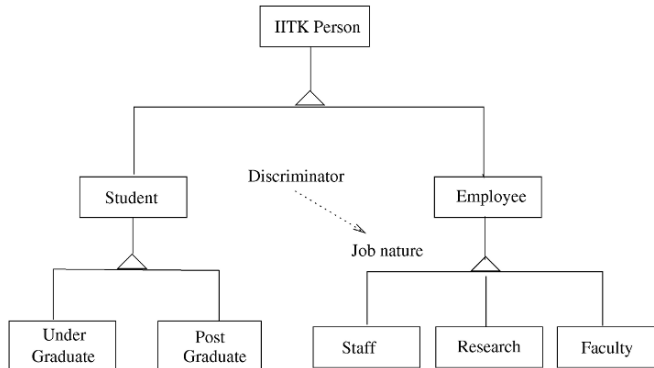 IITK Person
Discriminator
Student
Employee
Job nature
Under
Graduate
Post
Graduate
Staff
Research
Faculty